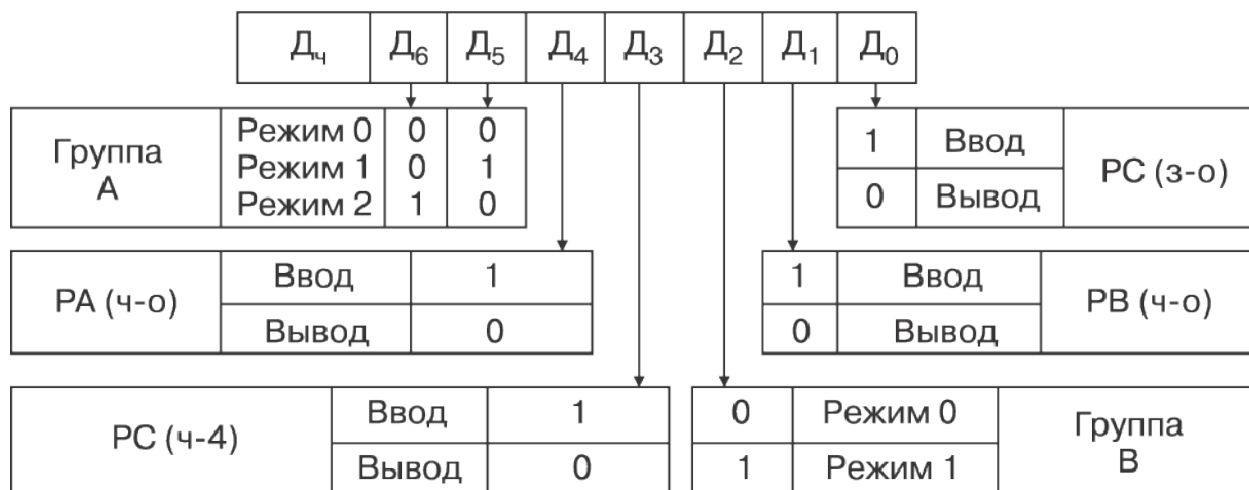 Дч Д6 Д5 Д4 Д3 Д2 Д1 Д0
Группа
А
Режим 0 0 0
Режим 1 0 1
Режим 2 1 0
1 Ввод
0 Вывод
РС (з-о)
РА (ч-о)
Ввод 1
Вывод 0
1 Ввод
0 Вывод
РВ (ч-о)
РС (ч-4)
Ввод 1
Вывод 0
0 Режим 0
1 Режим 1
Группа
В